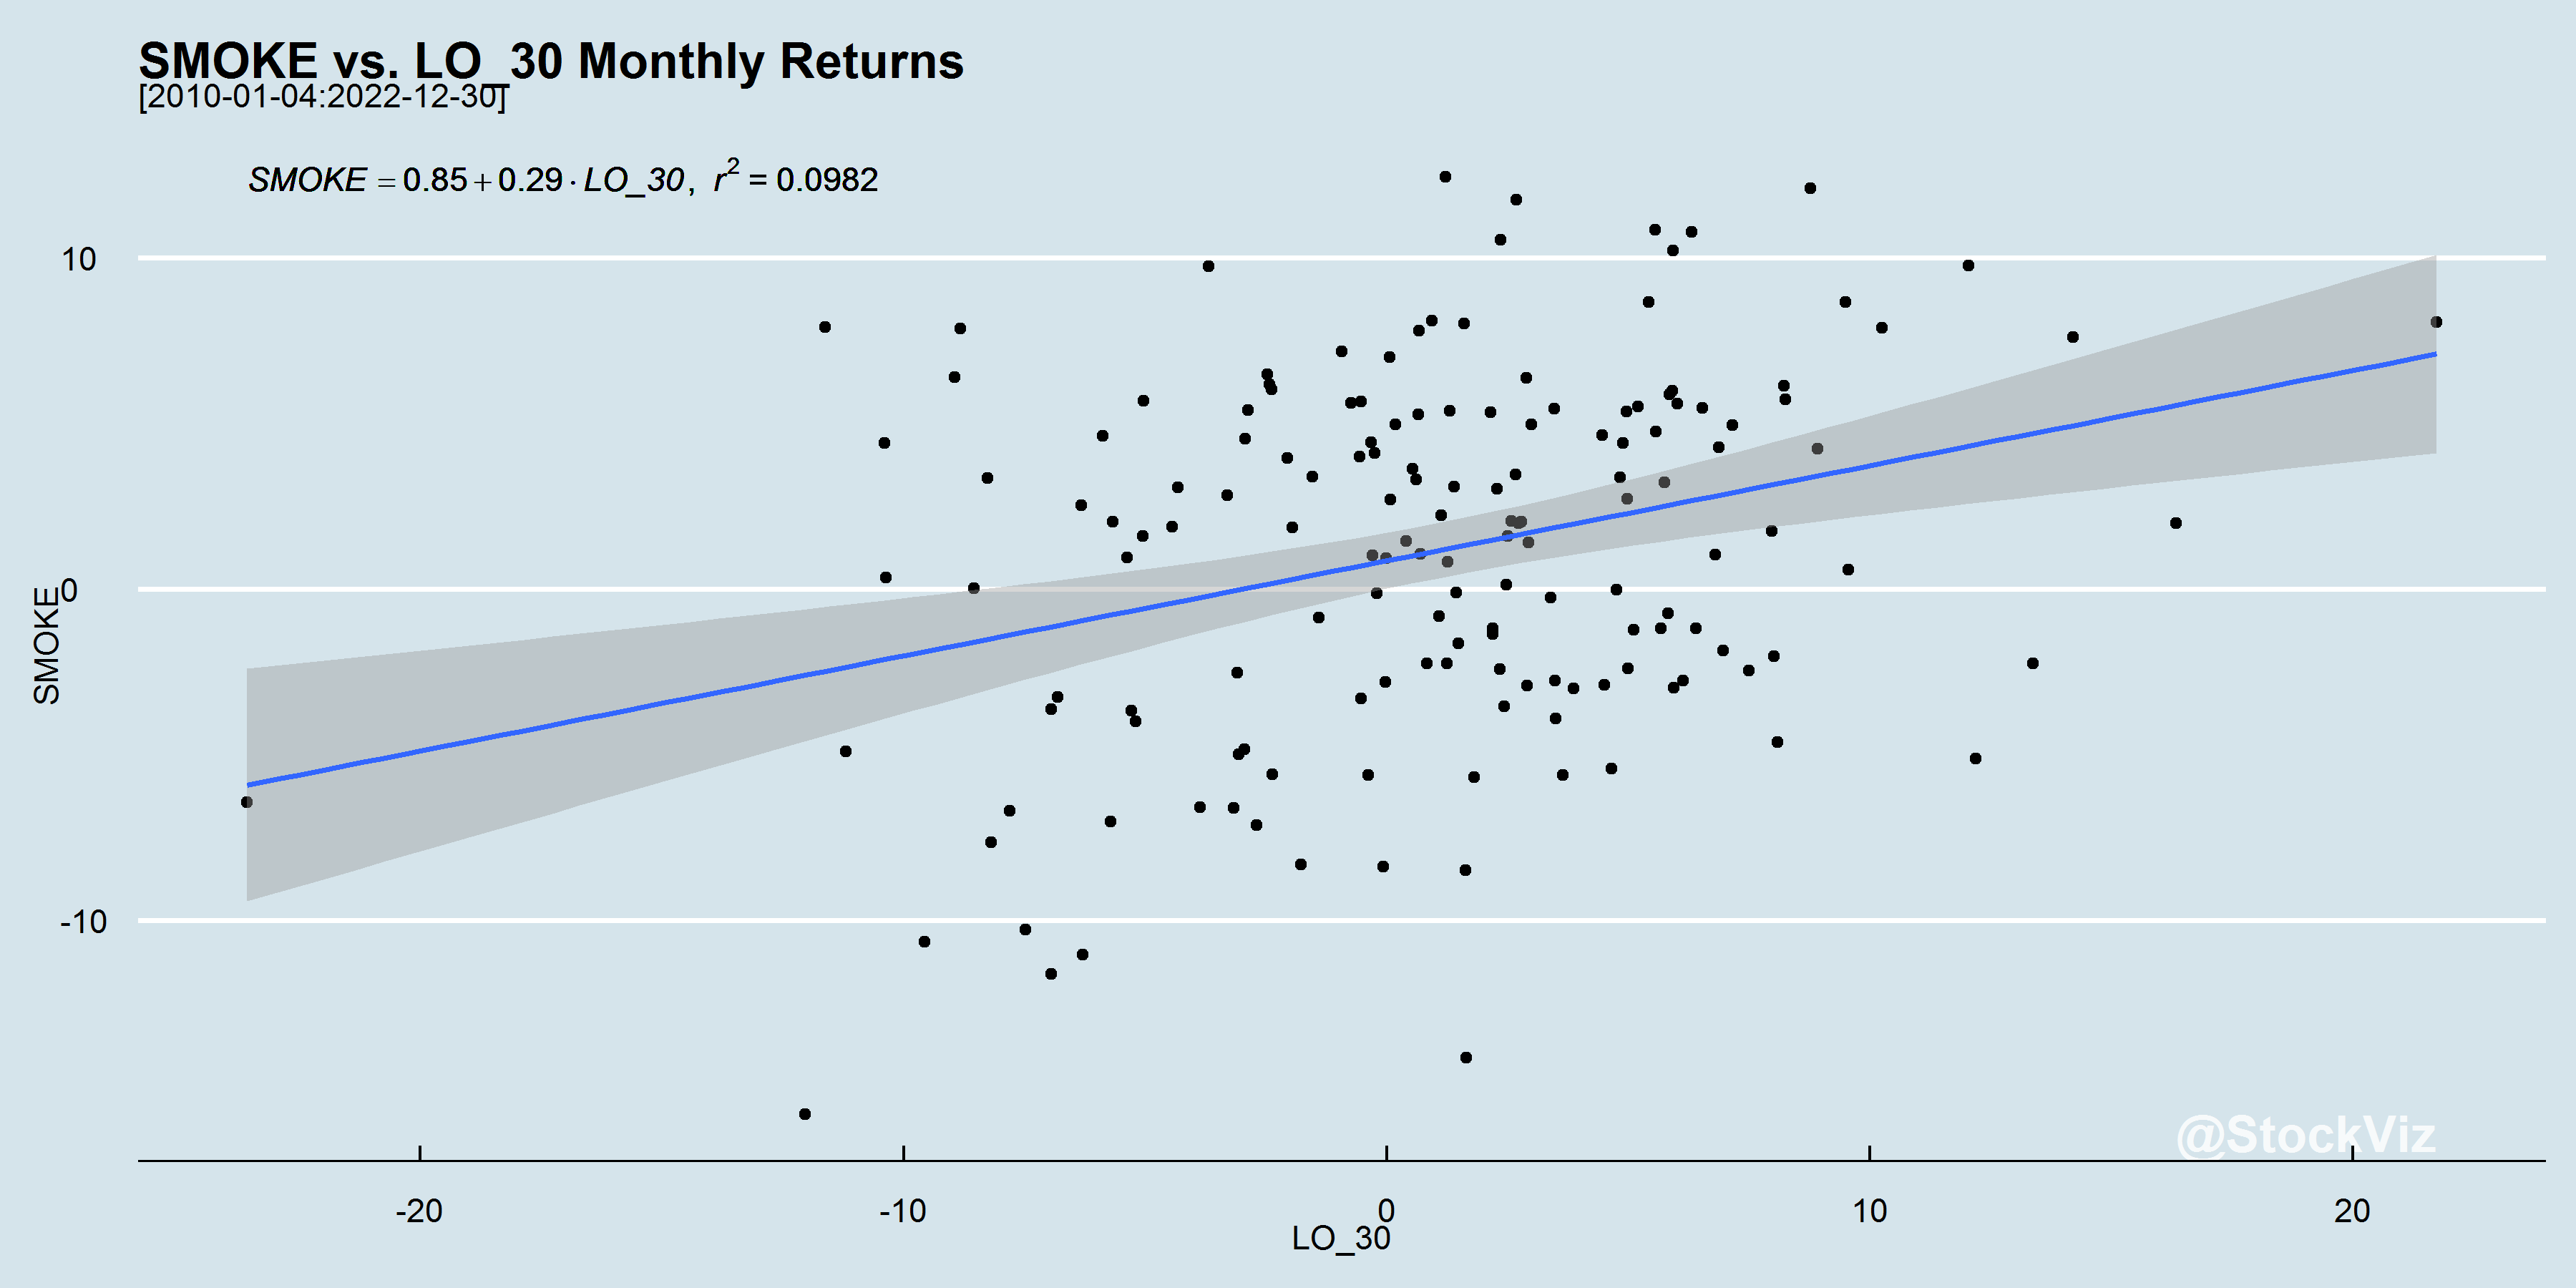 SMOKE vs. LO_30 Monthly Returns
[2010-01-04:2022-12-30]
SMOKE = 0.85 + 0.29 · LO_30, r² = 0.0982
10
0
-10
SMOKE
@StockViz
-20 -10 0 10 20
LO_30